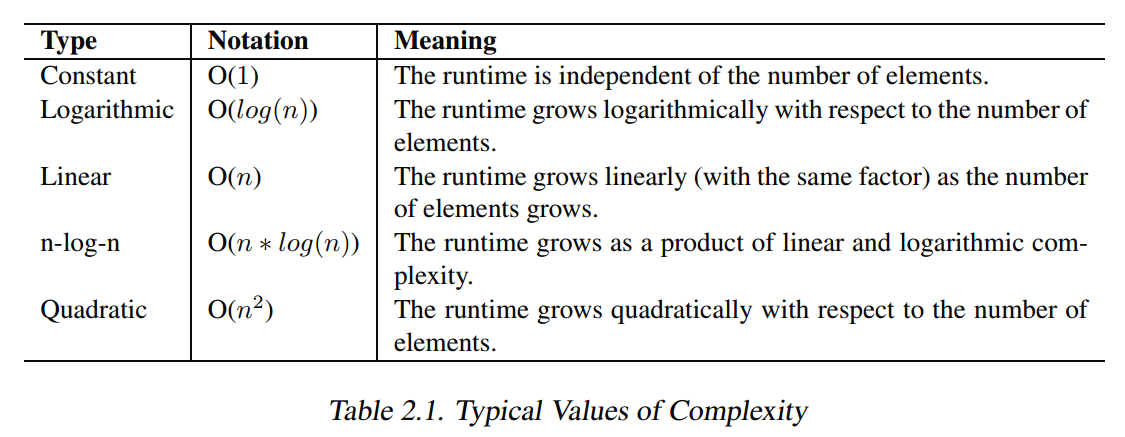 Type Notation Meaning
Constant O(1) The runtime is independent of the number of elements.
Logarithmic O(log(n)) The runtime grows logarithmically with respect to the number of
elements.
Linear O(n) The runtime grows linearly (with the same factor) as the number
of elements grows.
n-log-n O(n ∗ log(n)) The runtime grows as a product of linear and logarithmic com-
plexity.
Quadratic O(n²) The runtime grows quadratically with respect to the number of
elements.
Table 2.1. Typical Values of Complexity